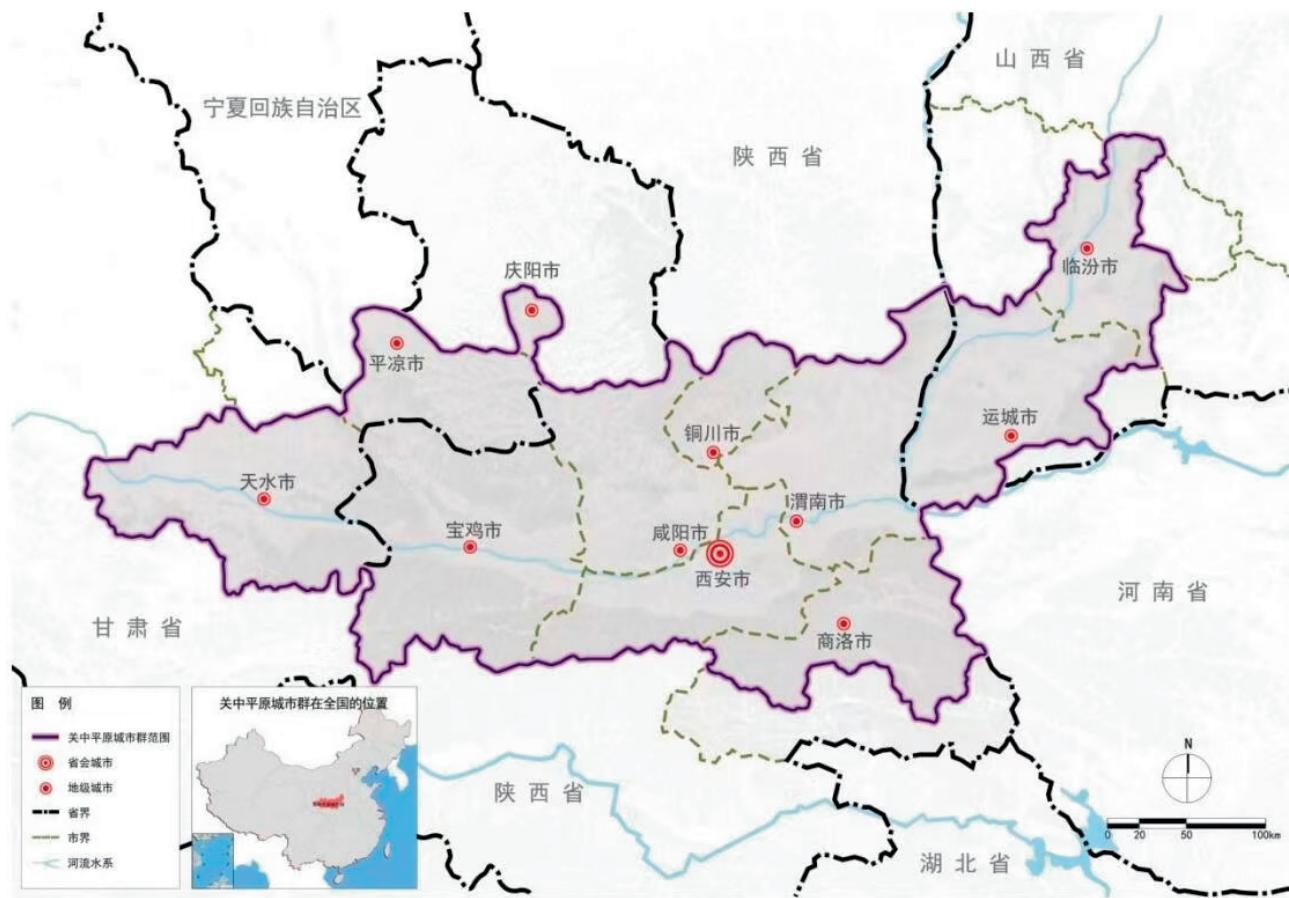 山西省
宁夏回族自治区
陕西省
临汾市
庆阳市
平凉市
运城市
铜川市
天水市
渭南市
宝鸡市
咸阳市
西安市
河南省
甘肃省
商洛市
图 例
关中平原城市群范围
省会城市
地级城市
省界
市界
河流水系
关中平原城市群在全国的位置
陕西省
N
0 20 50 100km
湖北省